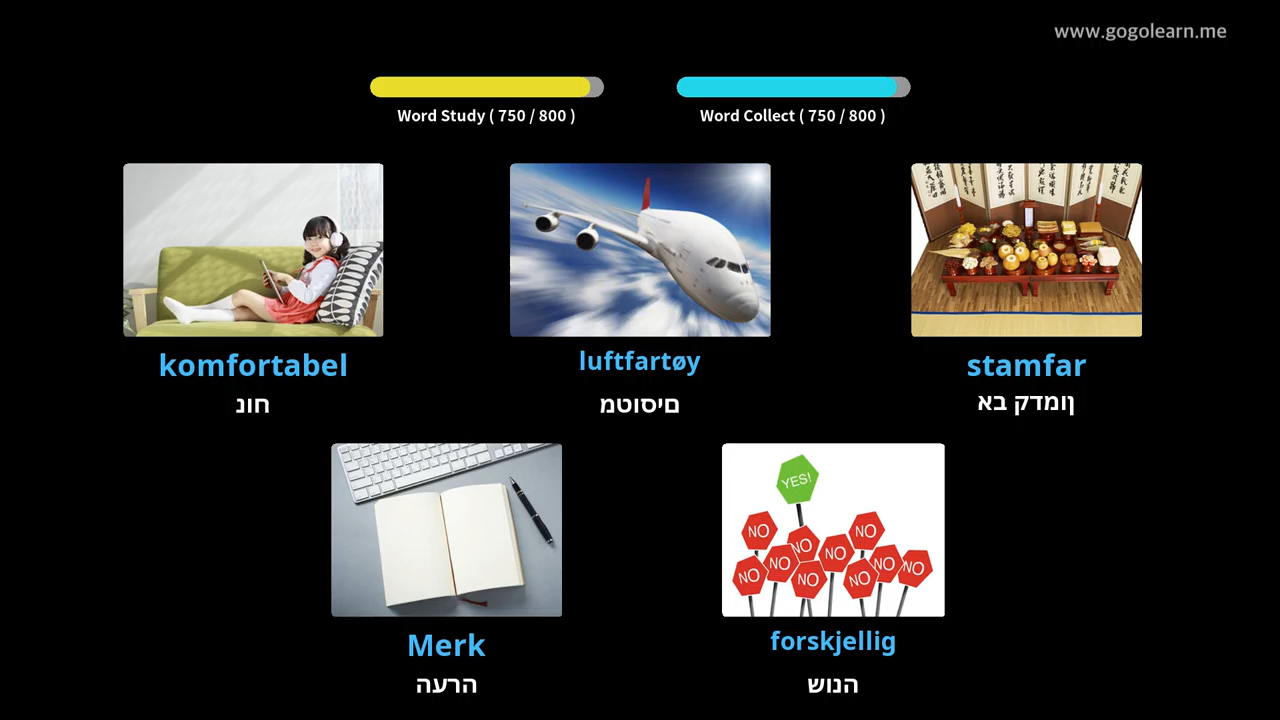 www.gogolearn.me
Word Study ( 750 / 800 )
Word Collect ( 750 / 800 )
komfortabel
חונ
luftfartøy
םיסוטמ
stamfar
ןומדק בא
Merk
הרעה
YES!
NO
NO
NO
NO
NO
NO
NO
NO
NO
NO
forskjellig
הנוש